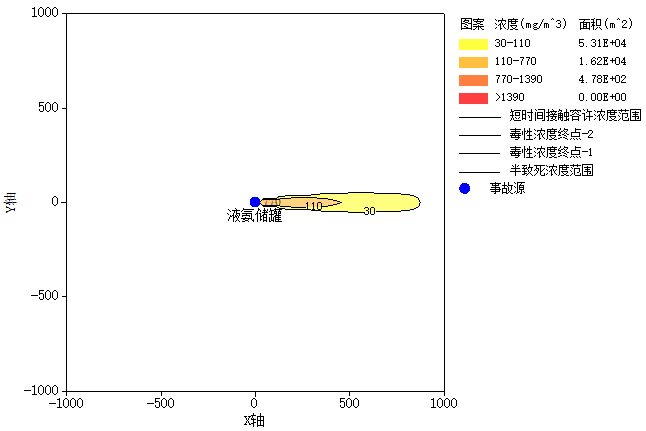 1000
500
0
-500
-1000
Y轴
-1000
-500
0
500
1000
X轴
770
110
30
液氨储罐
图案 浓度(mg/m^3) 面积(m^2)
30-110 5.31E+04
110-770 1.62E+04
770-1390 4.78E+02
>1390 0.00E+00
短时间接触容许浓度范围
毒性浓度终点-2
毒性浓度终点-1
半致死浓度范围
事故源